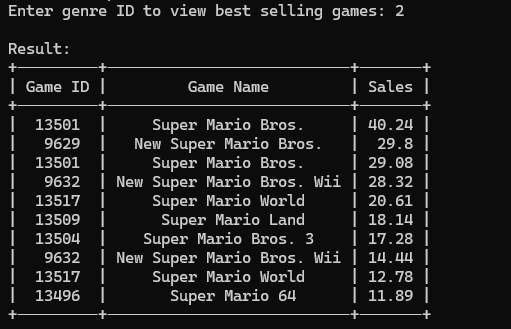 Enter genre ID to view best selling games: 2
Result:
| Game ID | Game Name | Sales |
| 13501 | Super Mario Bros. | 40.24 |
| 9629 | New Super Mario Bros. | 29.8 |
| 13501 | Super Mario Bros. | 29.08 |
| 9632 | New Super Mario Bros. Wii | 28.32 |
| 13517 | Super Mario World | 20.61 |
| 13509 | Super Mario Land | 18.14 |
| 13504 | Super Mario Bros. 3 | 17.28 |
| 9632 | New Super Mario Bros. Wii | 14.44 |
| 13517 | Super Mario World | 12.78 |
| 13496 | Super Mario 64 | 11.89 |